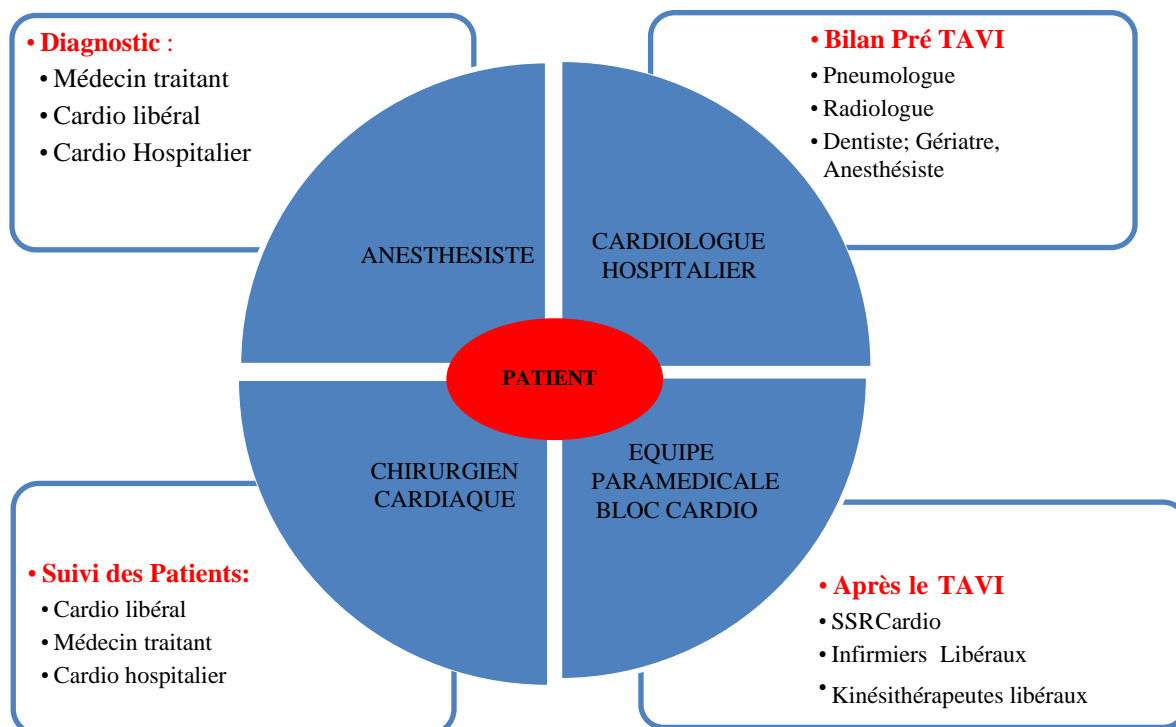 • Diagnostic :
• Médecin traitant
• Cardio libéral
• Cardio Hospitalier
• Bilan Pré TAVI
• Pneumologue
• Radiologue
• Dentiste; Gériatre,
Anesthésiste
ANESTHESISTE
CARDIOLOGUE
HOSPITALIER
PATIENT
CHIRURGIEN
CARDIAQUE
EQUIPE
PARAMEDICALE
BLOC CARDIO
• Suivi des Patients:
• Cardio libéral
• Médecin traitant
• Cardio hospitalier
• Après le TAVI
• SSRCardio
• Infirmiers Libéraux
• Kinésithérapeutes libéraux